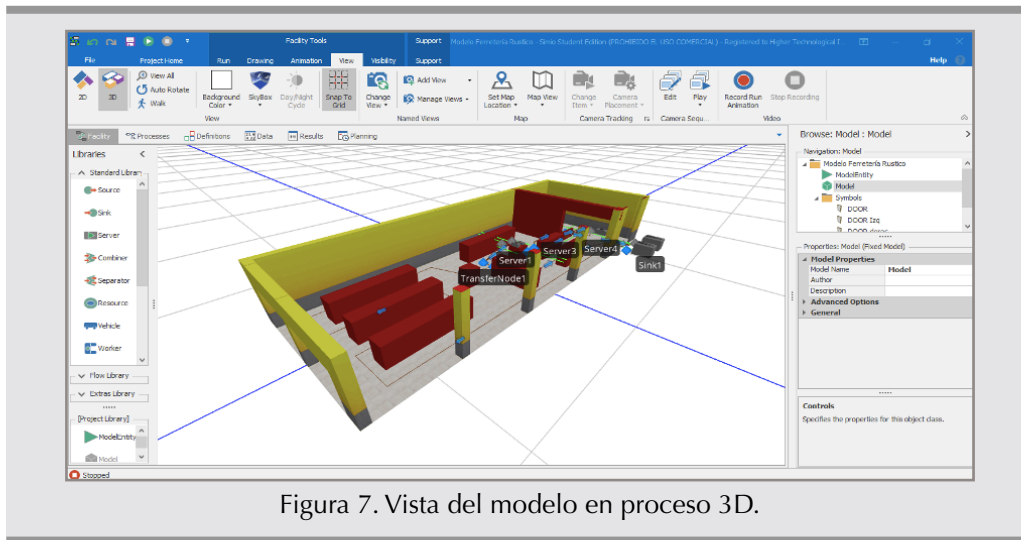 Facility Tools Support Modelo Ferretería Rustico - Simio Student Edition (PROHIBIDO EL USO COMERCIAL) - Registered to Higher Technological I
File Project Home Run Drawing Animation View Visibility Support Help
2D 3D View All Auto Rotate Walk Background Color SkyBox Day/Night Cycle Snap To Grid Change View Add View Manage Views Set Map Location Map View Change Item Camera Placement Edit Play Record Run Animation Stop Recording
View Named Views Map Camera Tracking Camera Sequ... Video
Facility Processes Definitions Data Results Planning
Libraries
Standard Library
Source
Sink
Server
Combiner
Separator
Resource
Vehicle
Worker
Flow Library
Extras Library
[Project Library]
ModelEntity
Model
Server1
Server3
Server4
Sink1
TransferNode1
Browse: Model : Model
Navigation: Model
Modelo Ferretería Rustico
ModelEntity
Model
Symbols
DOOR
DOOR Izq
Properties: Model (Fixed Model)
Model Properties
Model Name Model
Author
Description
Advanced Options
General
Controls
Specifies the properties for this object class.
Stopped
Figura 7. Vista del modelo en proceso 3D.